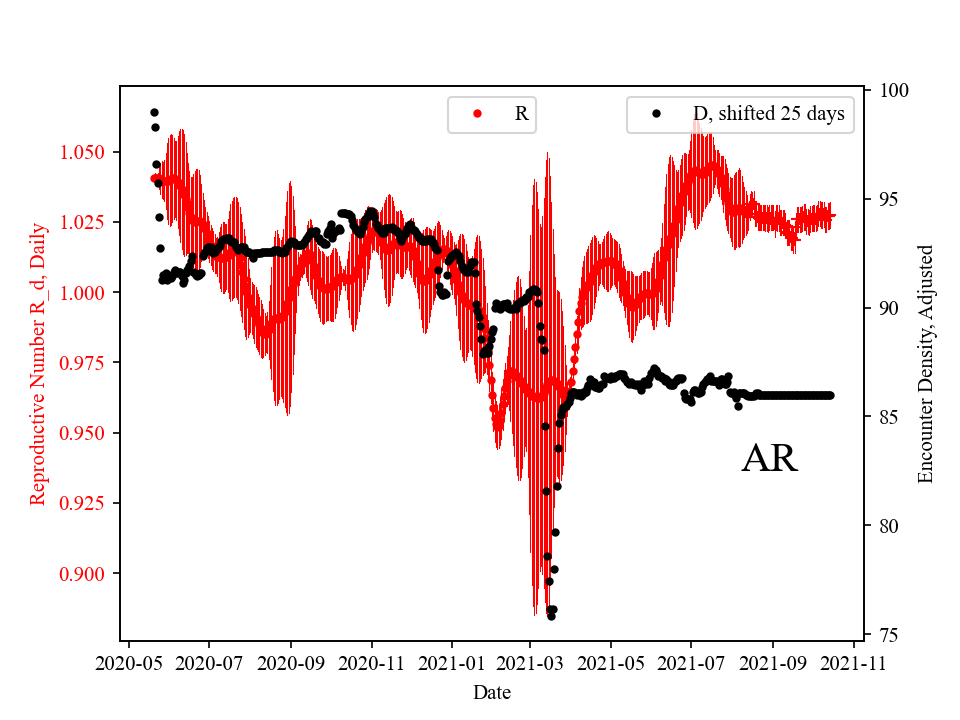 R
D, shifted 25 days
Reproductive Number R_d, Daily
1.050
1.025
1.000
0.975
0.950
0.925
0.900
100
95
90
85
80
75
Encounter Density, Adjusted
AR
2020-05 2020-07 2020-09 2020-11 2021-01 2021-03 2021-05 2021-07 2021-09 2021-11
Date